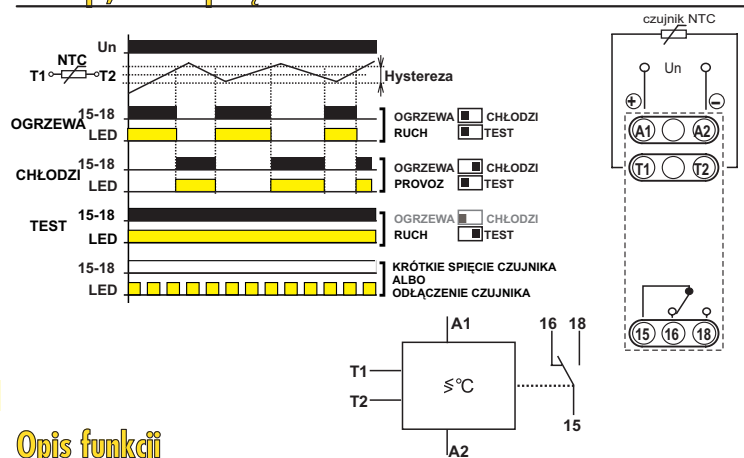 Un
NTC
T1 T2
Hystereza
15-18
OGRZEWA
LED
OGRZEWA CHŁODZI
RUCH TEST
15-18
CHŁODZI
LED
OGRZEWA CHŁODZI
PROVOZ TEST
TEST
15-18
LED
OGRZEWA CHŁODZI
RUCH TEST
15-18
LED
KRÓTKIE SPIĘCIE CZUJNIKA
ALBO
ODŁĄCZENIE CZUJNIKA
czujnik NTC
Un
+ −
A1 A2
T1 T2
15 16 18
A1
16 18
T1
T2
≶°C
15
A2
Opis funkcji